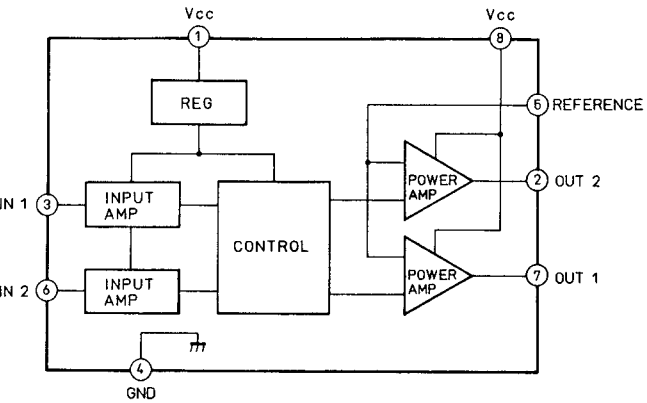 Vcc
Vcc
1
8
REG
5 REFERENCE
POWER
AMP
2 OUT 2
IN 1 3
INPUT
AMP
CONTROL
POWER
AMP
7 OUT 1
IN 2 6
INPUT
AMP
4
GND